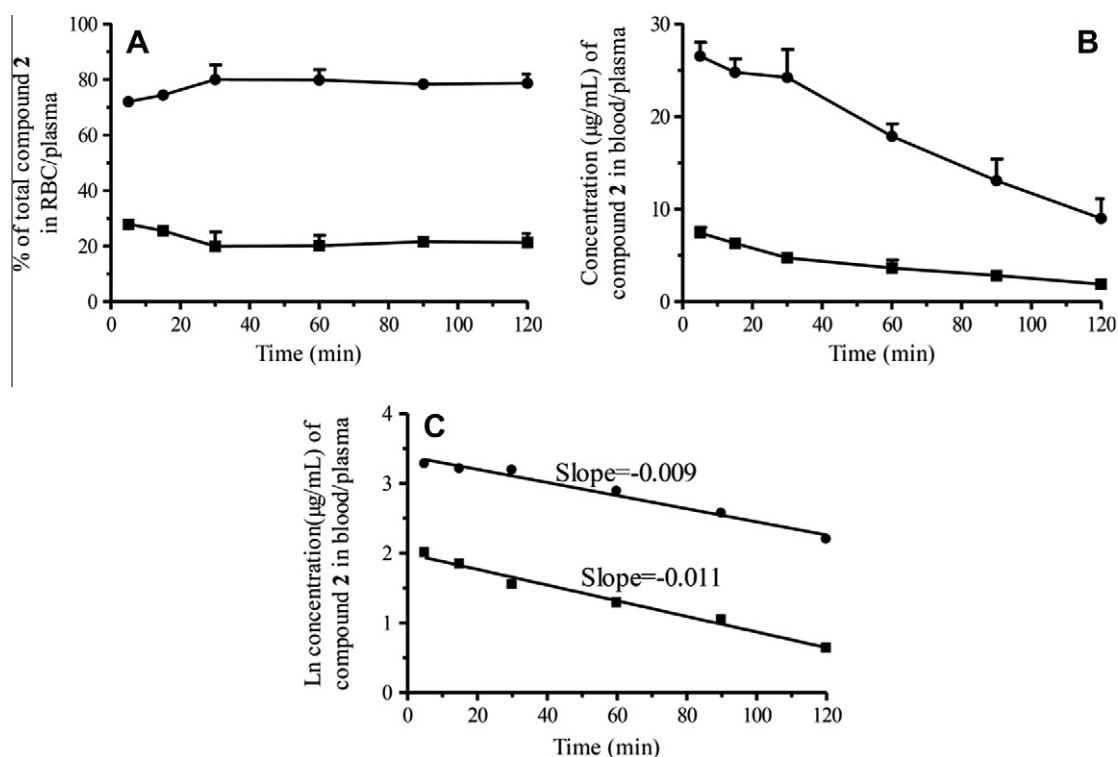 A
% of total compound 2
in RBC/plasma
100
80
60
40
20
0
0 20 40 60 80 100 120
Time (min)
B
Concentration (μg/mL) of
compound 2 in blood/plasma
30
20
10
0
0 20 40 60 80 100 120
Time (min)
C
Ln concentration(μg/mL) of
compound 2 in blood/plasma
4
3
2
1
0
Slope=-0.009
Slope=-0.011
0 20 40 60 80 100 120
Time (min)